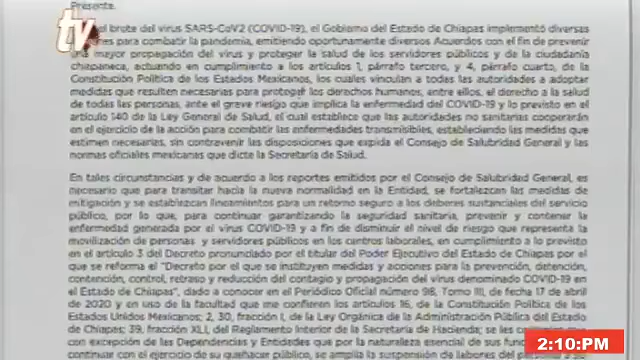 Presente.
el brote del virus SARS-CoV2 (COVID-19), el Gobierno del Estado de Chiapas implementó diversas
tv
para combatir la pandemia, emitiendo oportunamente diversos Acuerdos con el fin de prevenir
mayor propagación del virus y proteger la salud de los servidores públicos y de la ciudadanía
chiapaneca, actuando en cumplimiento a los artículos 1, párrafo tercero, y 4, párrafo cuarto, de la
Constitución Política de los Estados Mexicanos, los cuales vinculan a todas las autoridades a adoptar
medidas que resulten necesarias para proteger los derechos humanos, entre ellos, el derecho a la salud
de todas las personas, ante el grave riesgo que implica la enfermedad del COVID-19 y lo previsto en el
artículo 140 de la Ley General de Salud, el cual establece que las autoridades no sanitarias cooperarán
en el ejercicio de la acción para combatir las enfermedades transmisibles, estableciendo las medidas que
estimen necesarias, sin contravenir las disposiciones que expida el Consejo de Salubridad General y las
normas oficiales mexicanas que dicte la Secretaría de Salud.
En tales circunstancias y de acuerdo a los reportes emitidos por el Consejo de Salubridad General, es
necesario que para transitar hacia la nueva normalidad en la Entidad, se fortalezcan las medidas de
mitigación y se establezcan lineamientos para un retorno seguro a los deberes sustanciales del servicio
público, por lo que, para continuar garantizando la seguridad sanitaria, prevenir y contener la
enfermedad generada por el virus COVID-19 y a fin de disminuir el nivel de riesgo que representa la
movilización de personas y servidores públicos en los centros laborales, en cumplimiento a lo previsto
en el artículo 3 del Decreto pronunciado por el titular del Poder Ejecutivo del Estado de Chiapas por el
que se reforma el "Decreto por el que se instituyen medidas y acciones para la prevención, detención,
contención, control, retraso y reducción del contagio y propagación del virus denominado COVID-19 en
el Estado de Chiapas", dado a conocer en el Periódico Oficial número 98, Tomo III, de fecha 17 de abril
de 2020 y en uso de la facultad que me confieren los artículos 16, de la Constitución Política de los
Estados Unidos Mexicanos; 2, 30, fracción I, de la Ley Orgánica de la Administración Pública del Estado
de Chiapas; 39, fracción XLI, del Reglamento Interior de la Secretaría de Hacienda; se les
excepción de las Dependencias y Entidades que por la naturaleza esencial de sus
continuar con el ejercicio de su quehacer público, se amplía la suspensión de labores del
2:10:PM